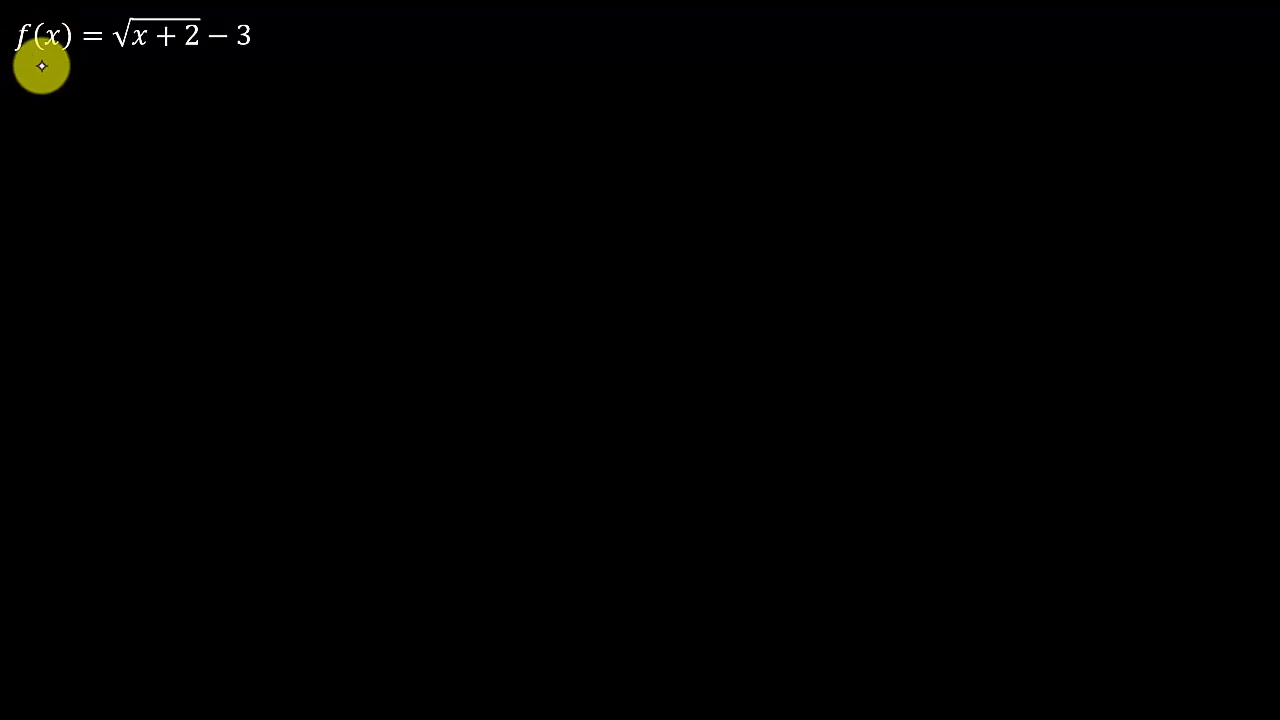 f(x) = √(x + 2) − 3